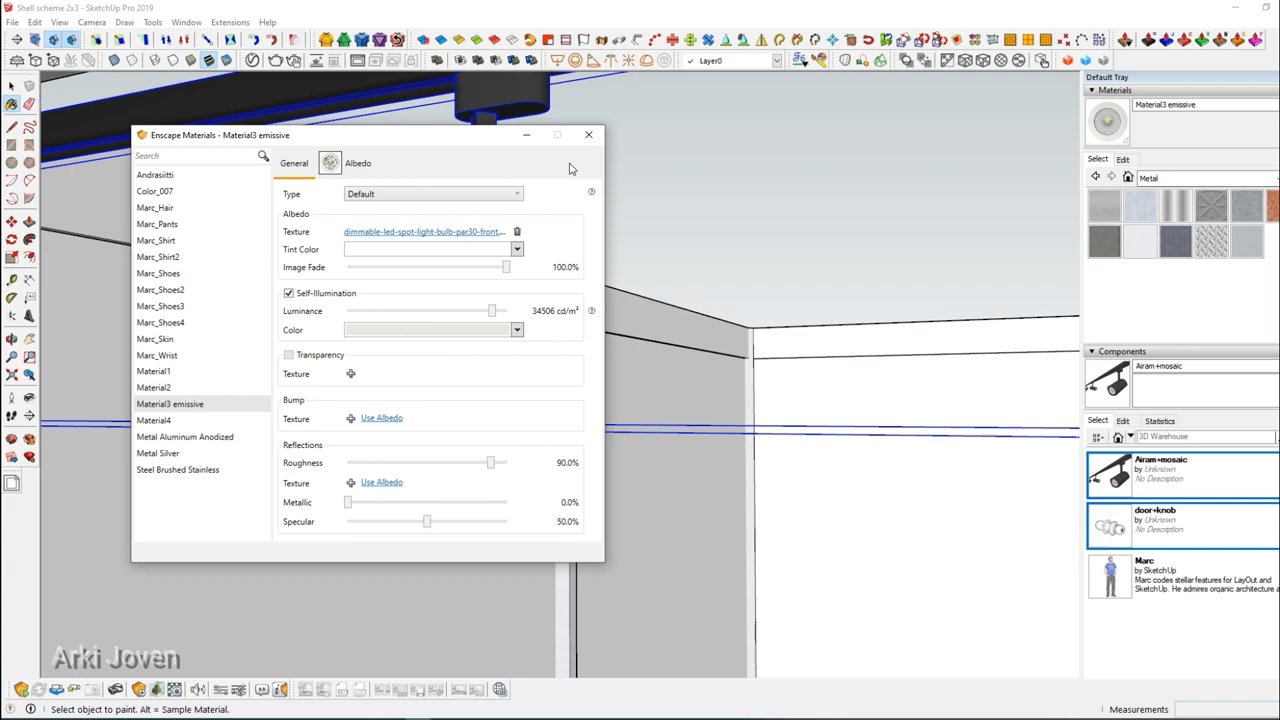 Shell scheme 2x3 - SketchUp Pro 2019
File Edit View Camera Draw Tools Window Extensions Help
Layer0
Default Tray
Materials
Material3 emissive
Select Edit
Metal
Enscape Materials - Material3 emissive
Search
Andrasiitti
Color_007
Marc_Hair
Marc_Pants
Marc_Shirt
Marc_Shirt2
Marc_Shoes
Marc_Shoes2
Marc_Shoes3
Marc_Shoes4
Marc_Skin
Marc_Wrist
Material1
Material2
Material3 emissive
Material4
Metal Aluminum Anodized
Metal Silver
Steel Brushed Stainless
General Albedo
Type Default
Albedo
Texture dimmable-led-spot-light-bulb-par30-front,...
Tint Color
Image Fade 100.0%
Self-Illumination
Luminance 34506 cd/m²
Color
Transparency
Texture
Bump
Texture Use Albedo
Reflections
Roughness 90.0%
Texture Use Albedo
Metallic 0.0%
Specular 50.0%
Components
Airam+mosaic
Select Edit Statistics
3D Warehouse
Airam+mosaic
by Unknown
No Description
door+knob
by Unknown
No Description
Marc
by SketchUp
Marc codes stellar features for LayOut and
SketchUp. He admires organic architecture a
Arki Joven
Select object to paint. Alt = Sample Material.
Measurements